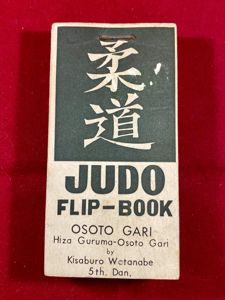 柔
道
JUDO
FLIP-BOOK
OSOTO GARI
Hiza Guruma-Osoto Gari
by
Kisaburo Watanabe
5th. Dan.